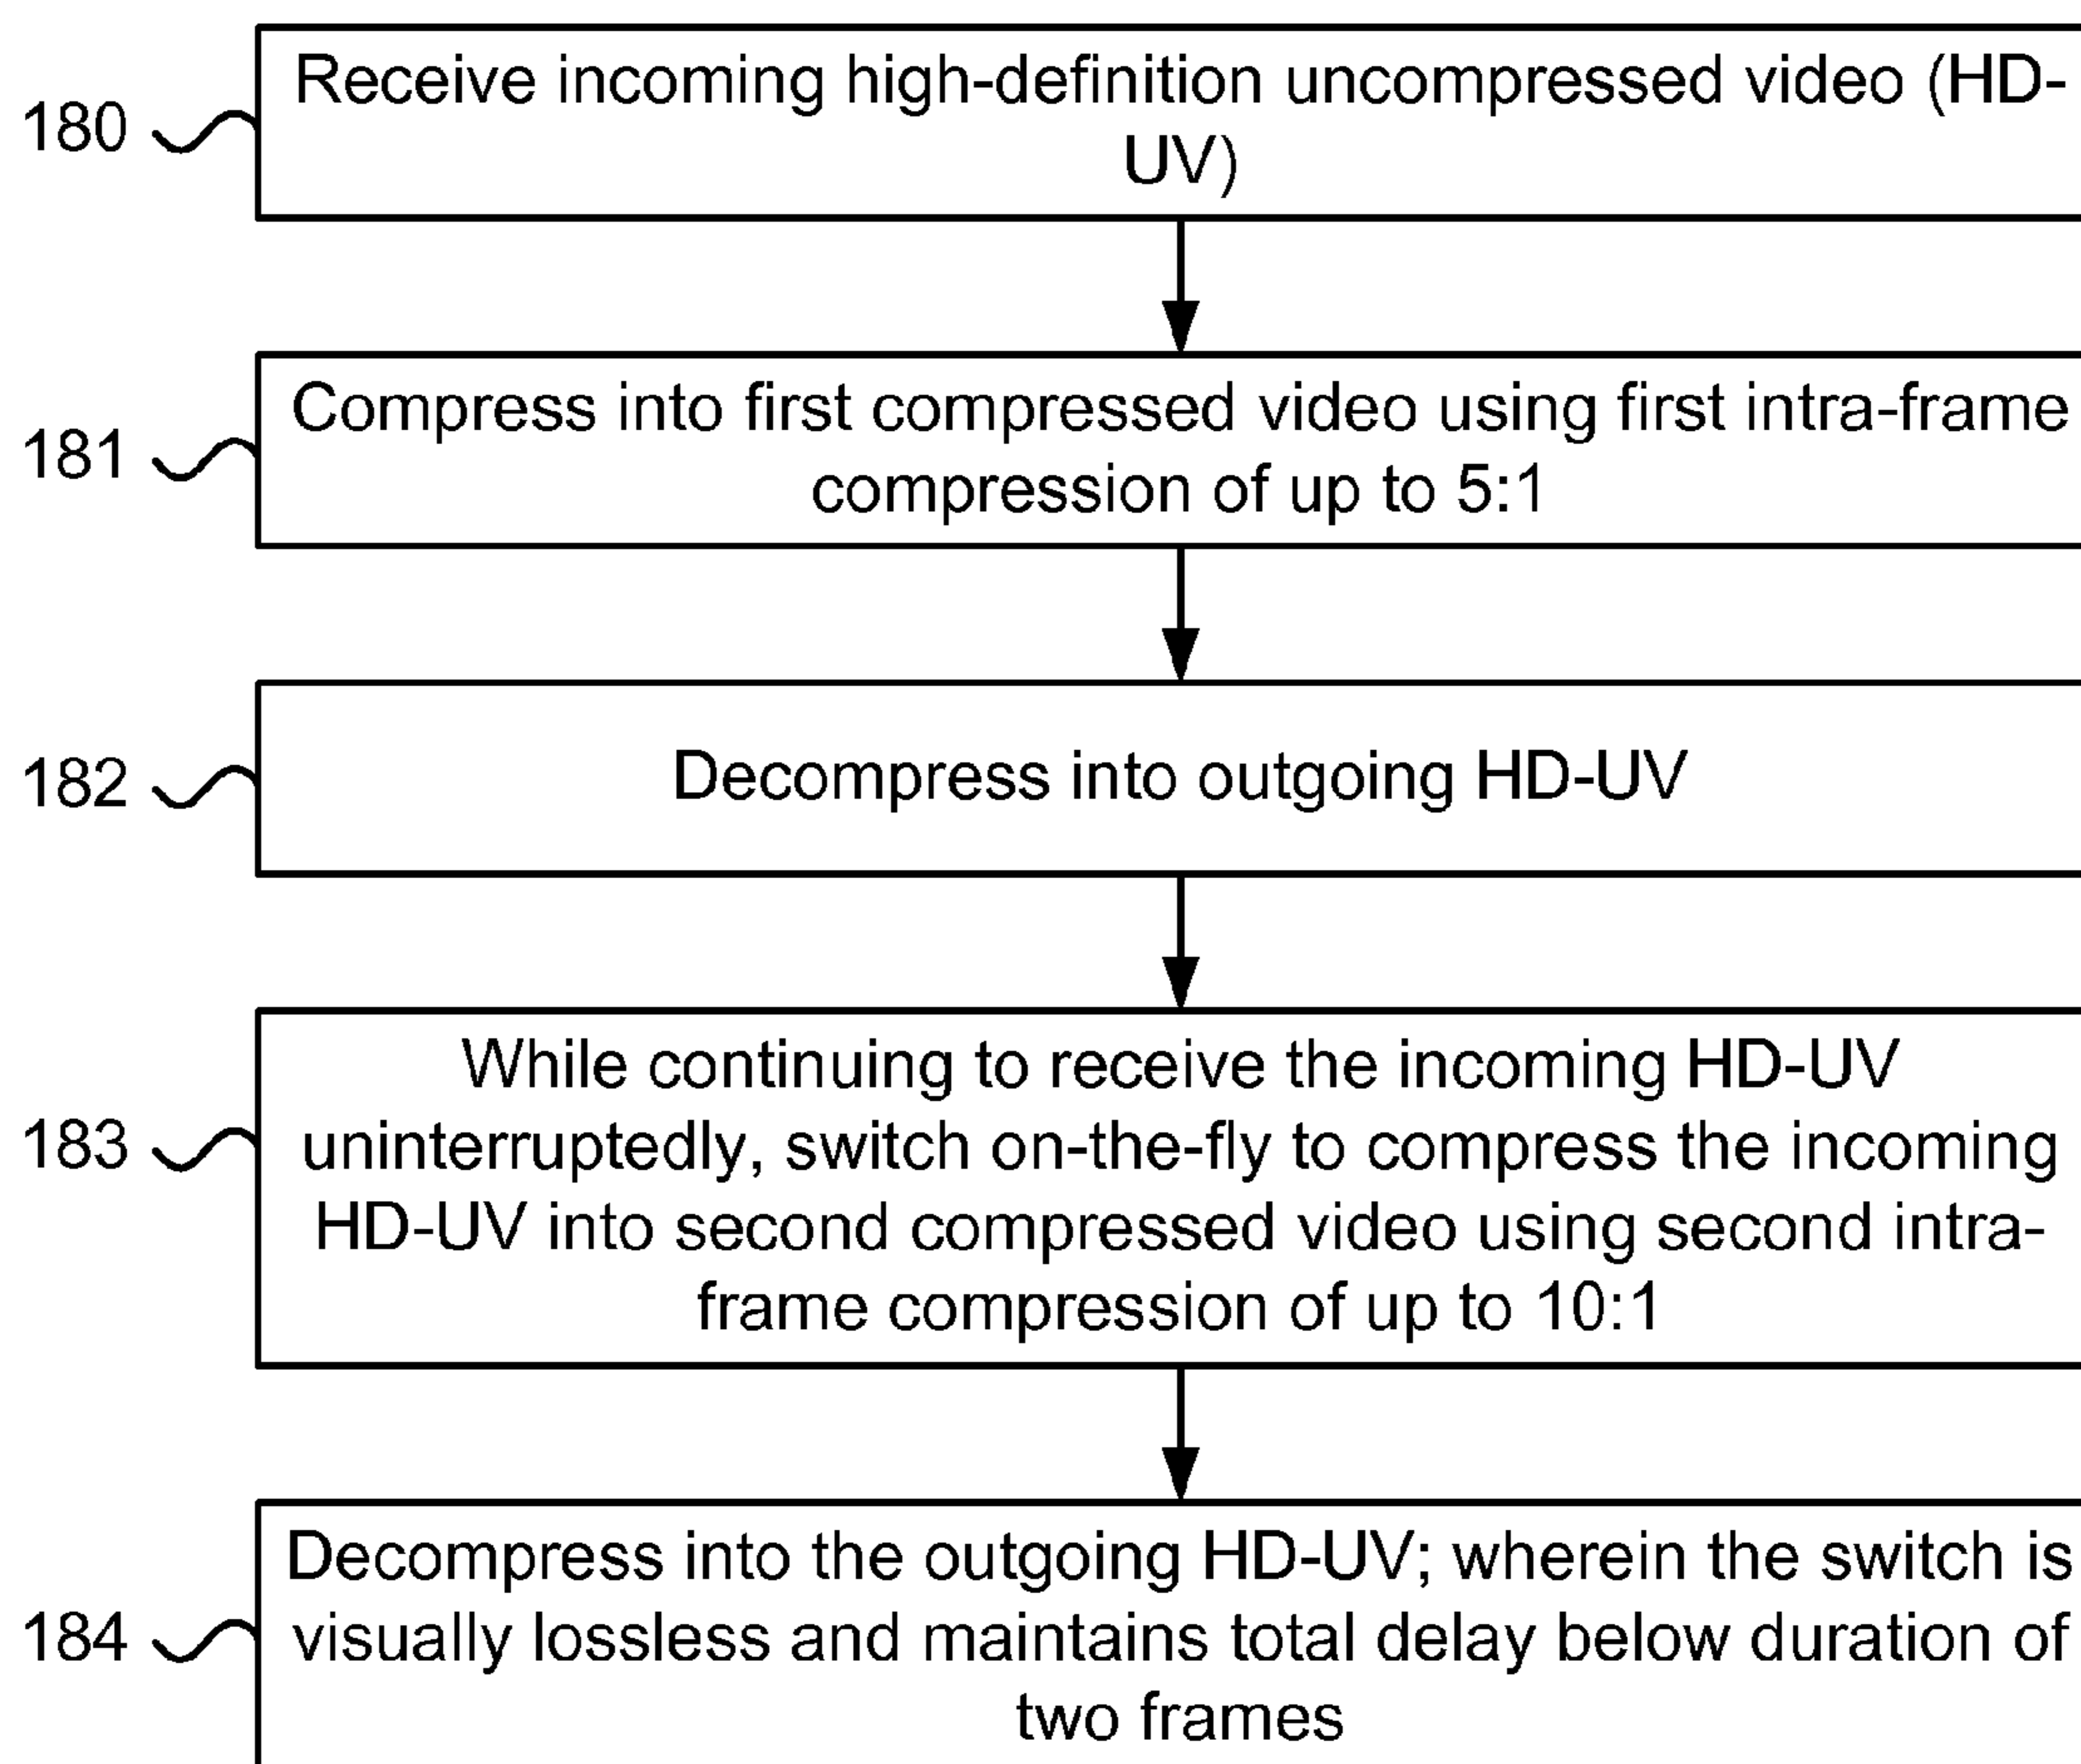 180
Receive incoming high-definition uncompressed video (HD-
UV)
181
Compress into first compressed video using first intra-frame
compression of up to 5:1
182
Decompress into outgoing HD-UV
183
While continuing to receive the incoming HD-UV
uninterruptedly, switch on-the-fly to compress the incoming
HD-UV into second compressed video using second intra-
frame compression of up to 10:1
184
Decompress into the outgoing HD-UV; wherein the switch is
visually lossless and maintains total delay below duration of
two frames